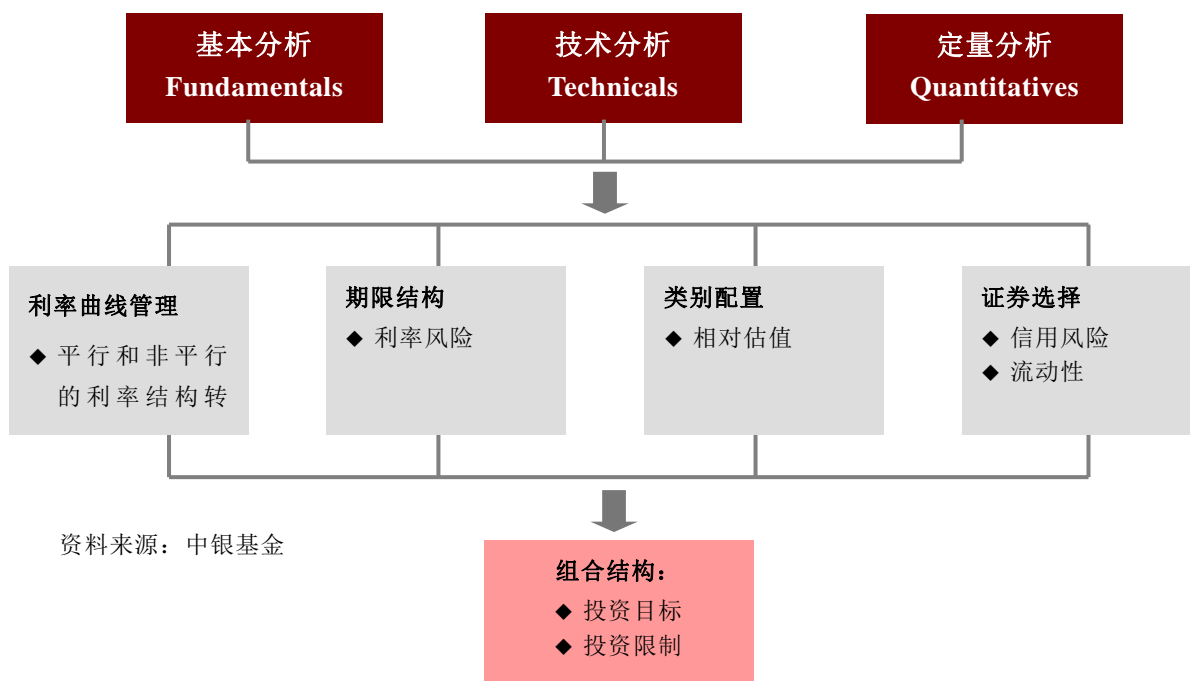 基本分析
Fundamentals
技术分析
Technicals
定量分析
Quantitatives
利率曲线管理
◆ 平行和非平行
的利率结构转
期限结构
◆ 利率风险
类别配置
◆ 相对估值
证券选择
◆ 信用风险
◆ 流动性
资料来源：中银基金
组合结构：
◆ 投资目标
◆ 投资限制